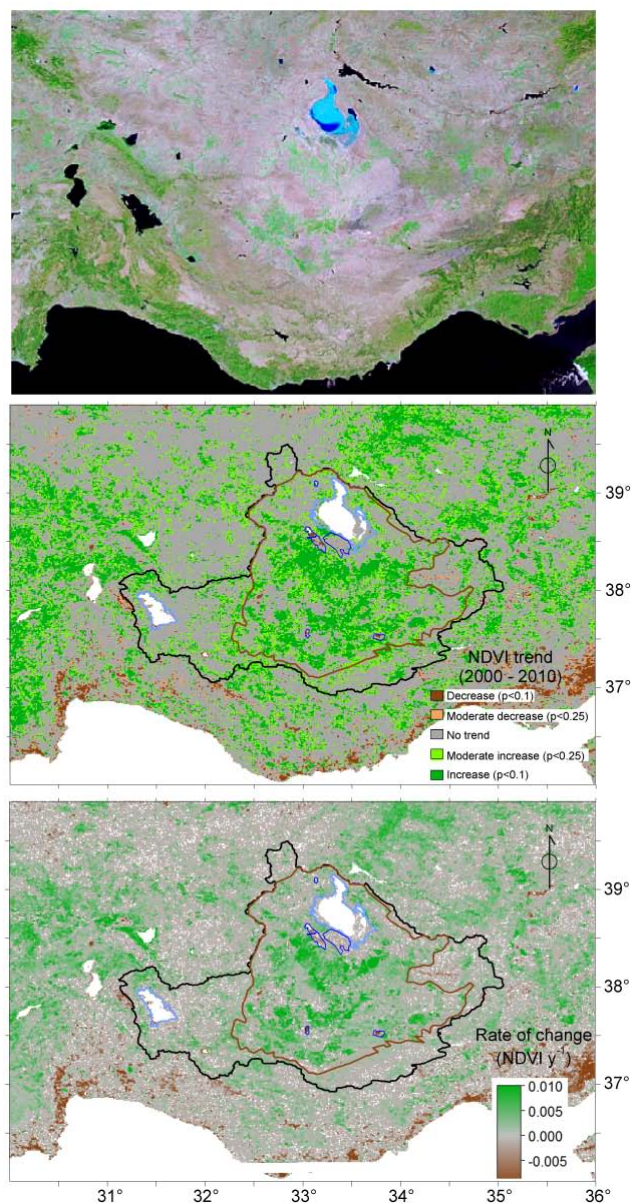 N
39°
38°
37°
NDVI trend
(2000 - 2010)
Decrease (p<0.1)
Moderate decrease (p<0.25)
No trend
Moderate increase (p<0.25)
Increase (p<0.1)
N
39°
38°
37°
Rate of change
(NDVI y⁻¹)
0.010
0.005
0.000
-0.005
31° 32° 33° 34° 35° 36°